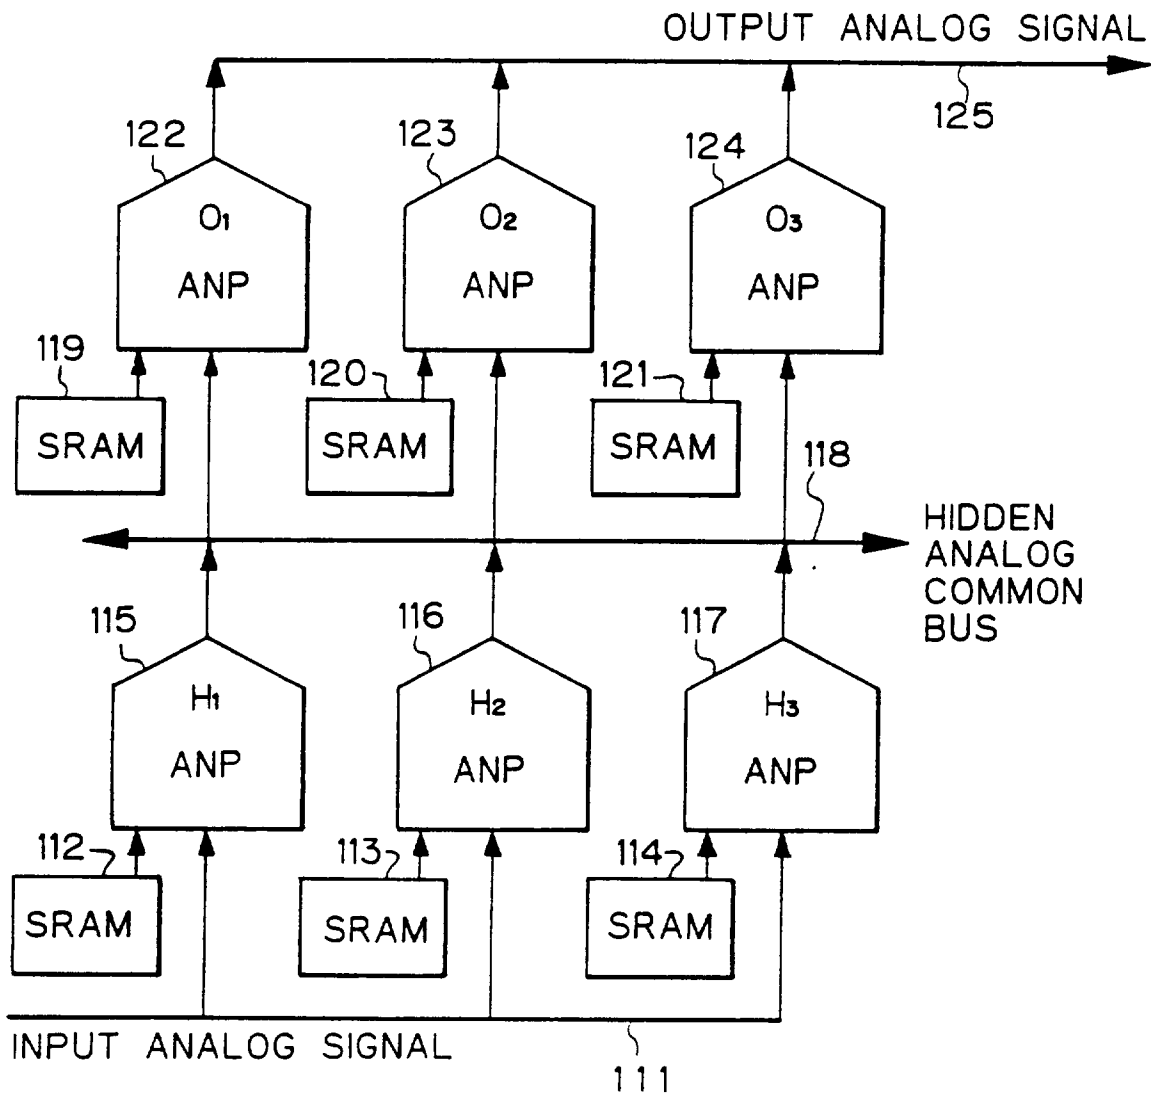 OUTPUT ANALOG SIGNAL
125
122
123
124
O1
ANP
O2
ANP
O3
ANP
119
SRAM
120
SRAM
121
SRAM
118
HIDDEN
ANALOG
COMMON
BUS
115
116
117
H1
ANP
H2
ANP
H3
ANP
112
SRAM
113
SRAM
114
SRAM
INPUT ANALOG SIGNAL
111